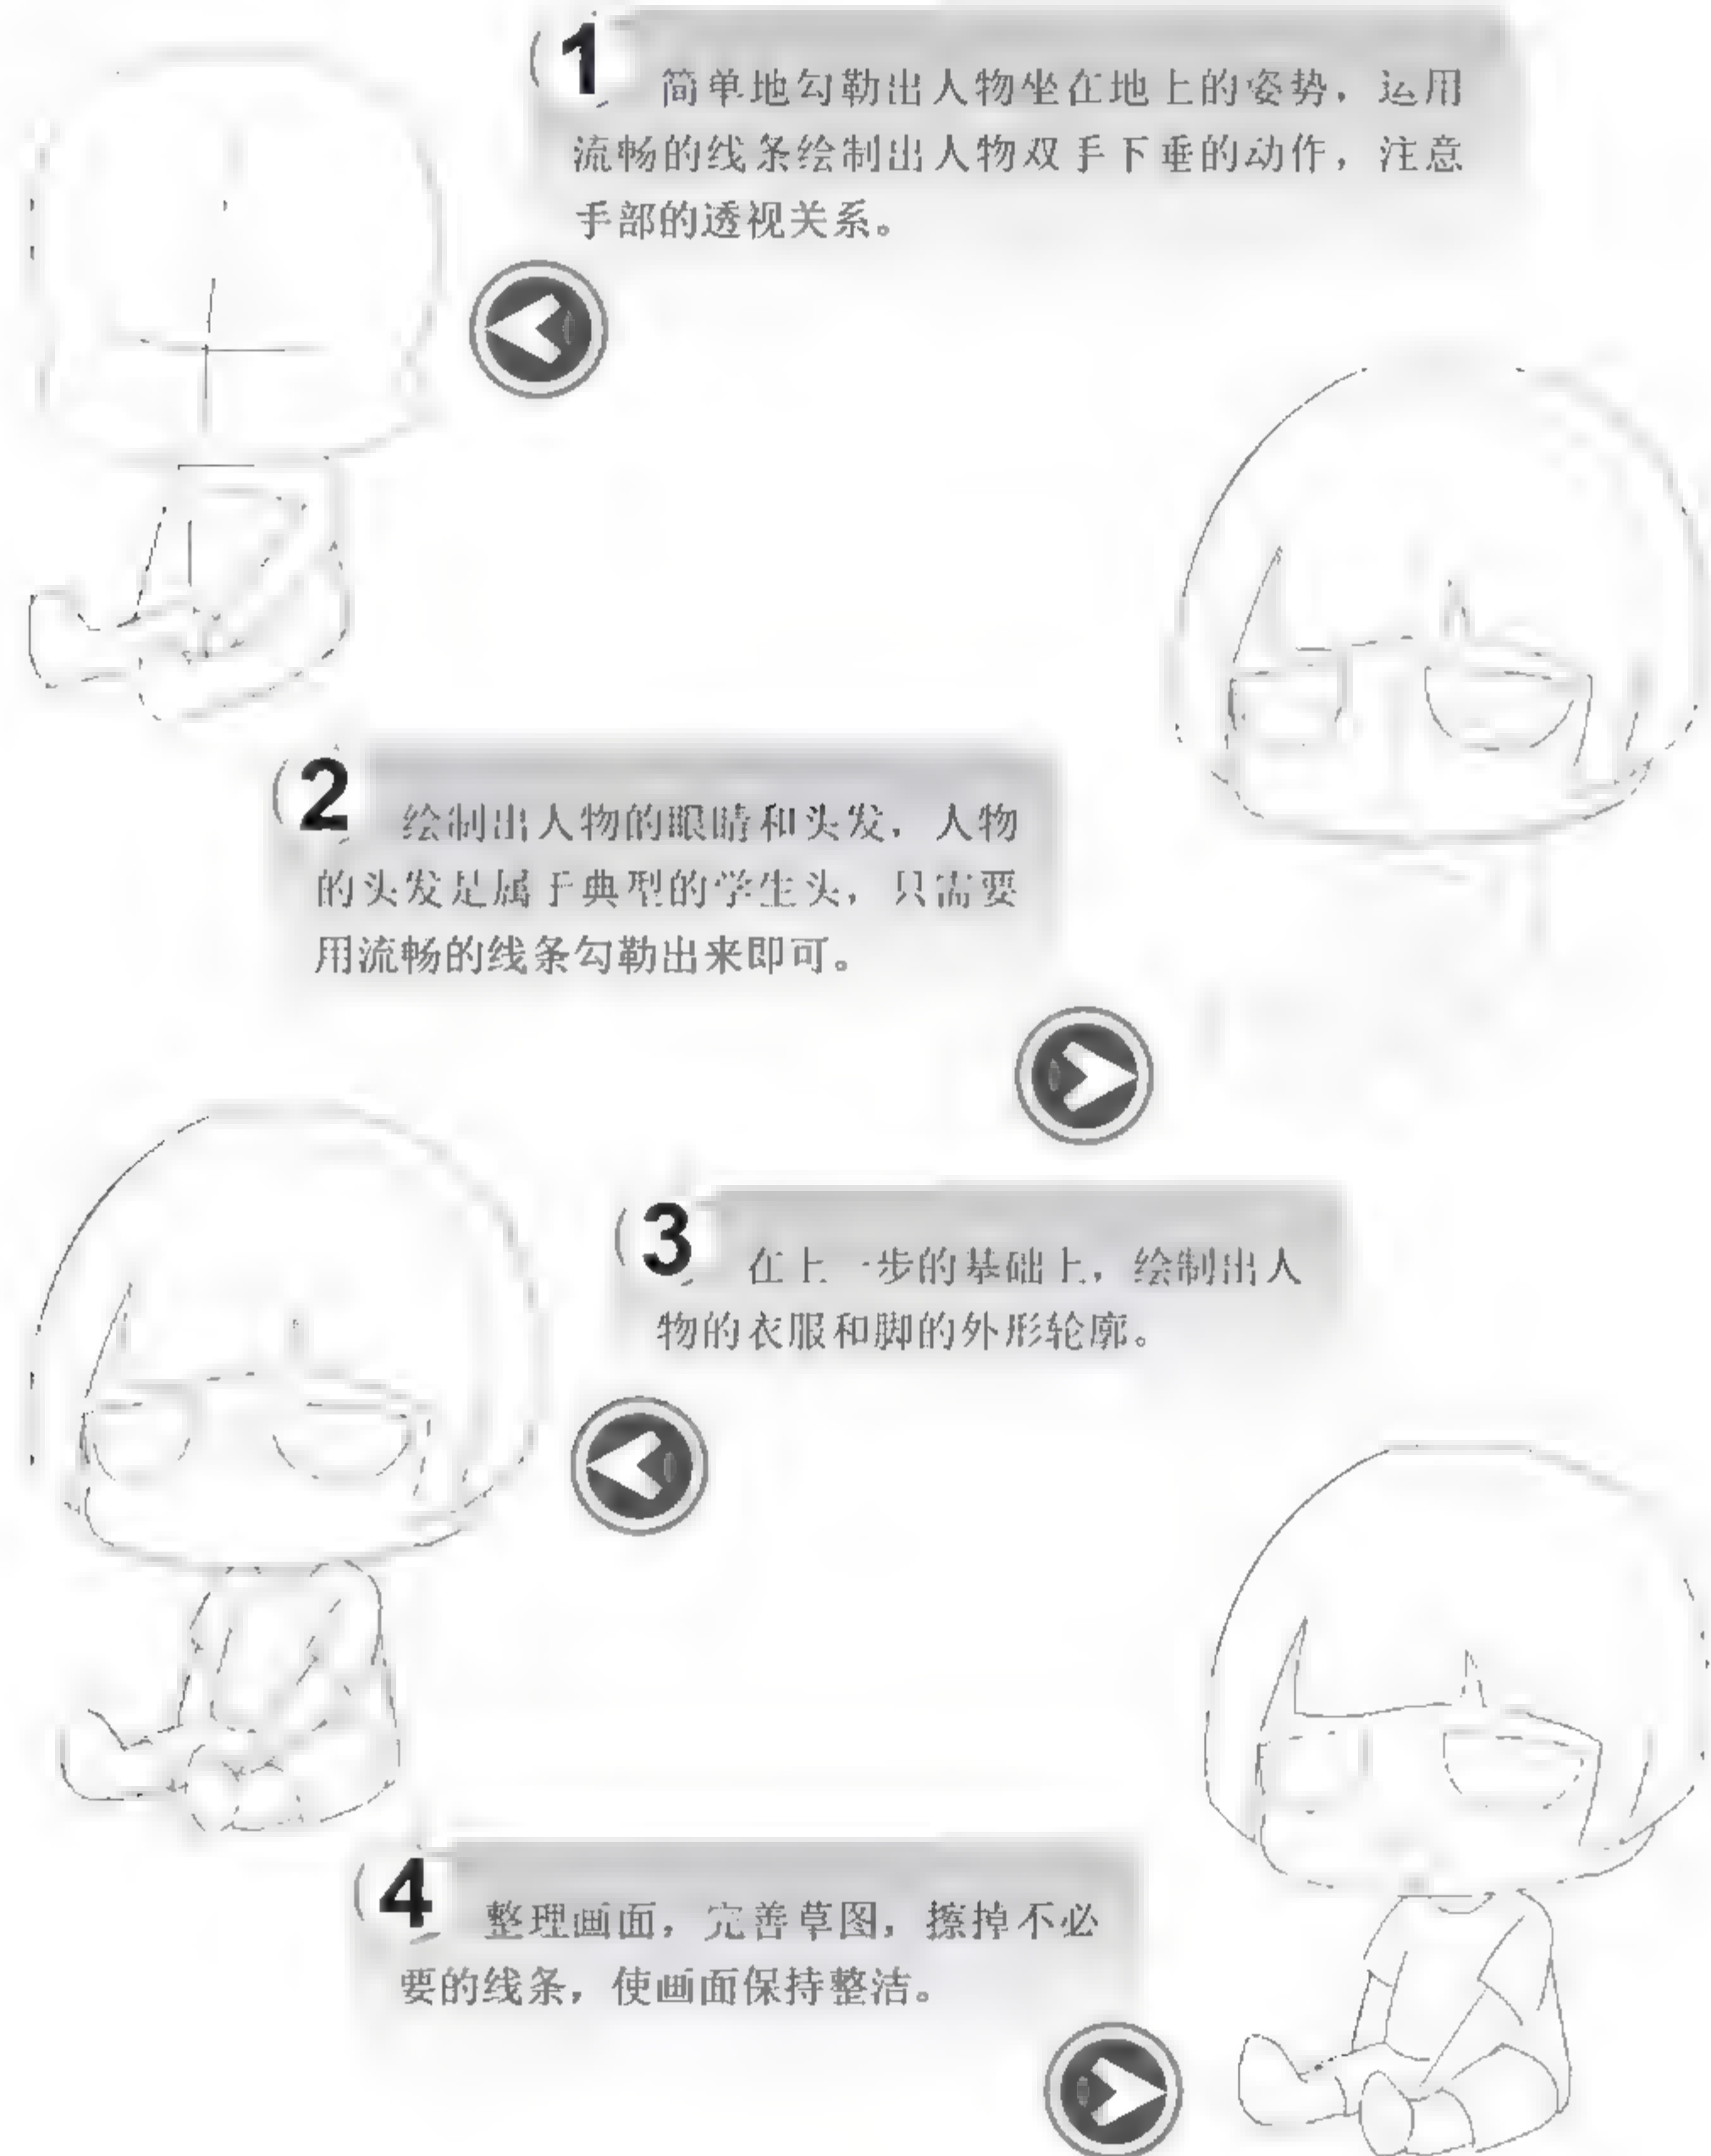 1 简单地勾勒出人物坐在地上的姿势，运用
流畅的线条绘制出人物双手下垂的动作，注意
手部的透视关系。
2 绘制出人物的眼睛和头发，人物
的头发是属于典型的学生头，只需要
用流畅的线条勾勒出来即可。
3 在上一步的基础上，绘制出人
物的衣服和脚的外形轮廓。
4 整理画面，完善草图，擦掉不必
要的线条，使画面保持整洁。